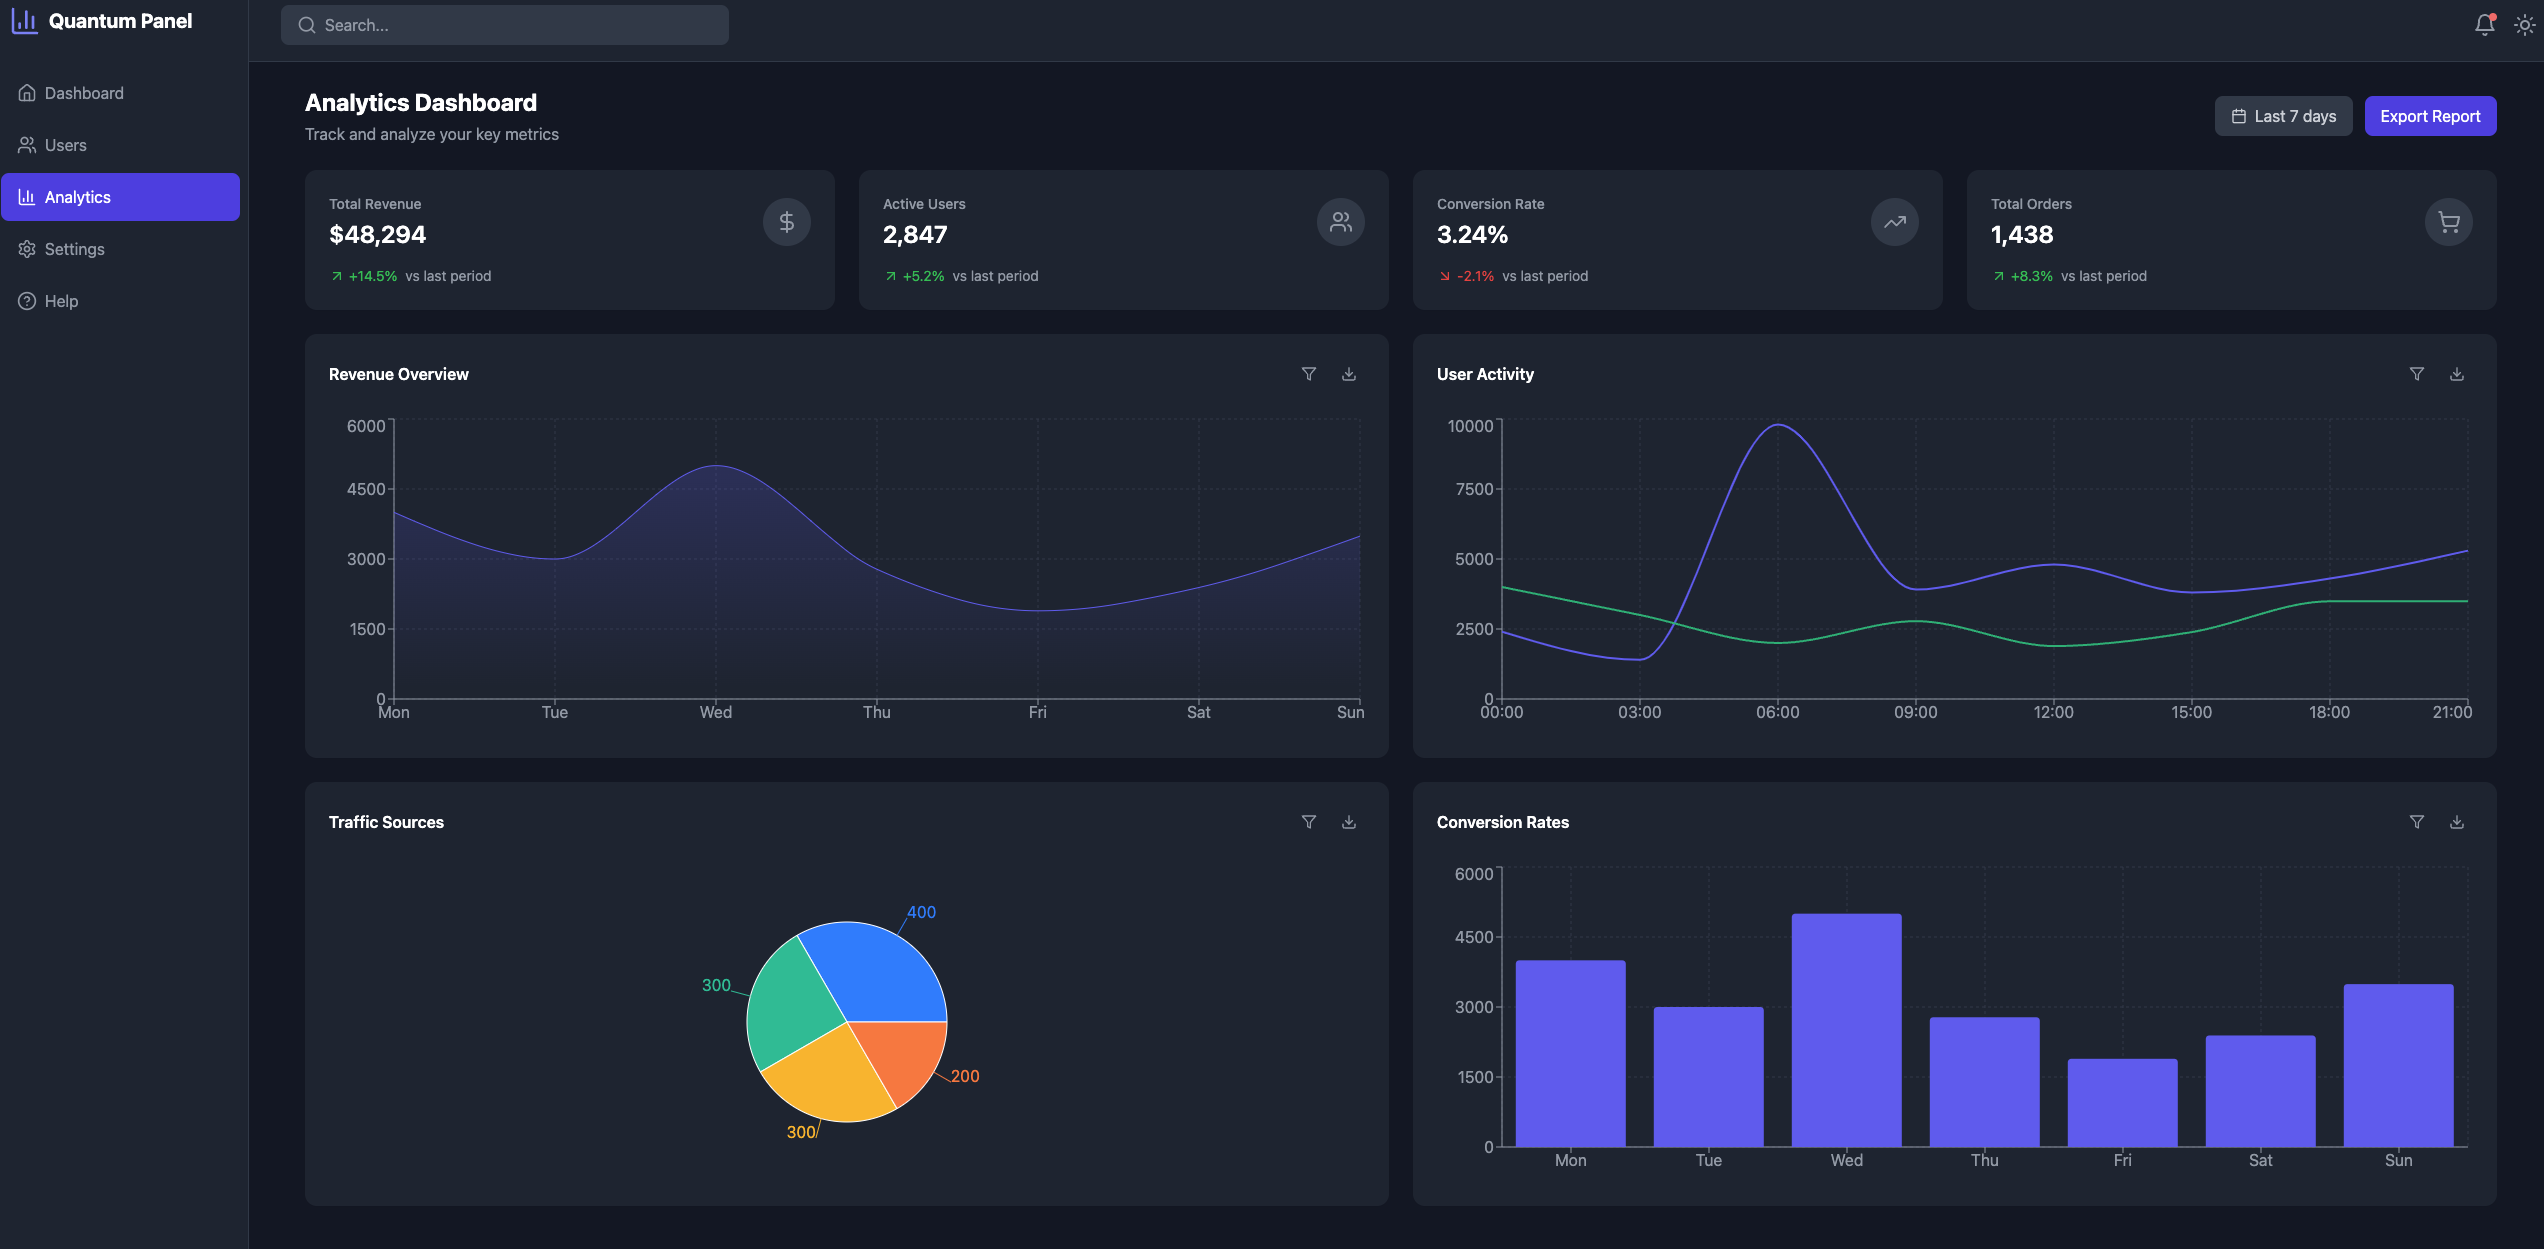 Quantum Panel
Search...
Dashboard
Users
Analytics
Settings
Help
Analytics Dashboard
Track and analyze your key metrics
Last 7 days
Export Report
Total Revenue
$48,294
+14.5% vs last period
Active Users
2,847
+5.2% vs last period
Conversion Rate
3.24%
-2.1% vs last period
Total Orders
1,438
+8.3% vs last period
Revenue Overview
6000
4500
3000
1500
0
Mon Tue Wed Thu Fri Sat Sun
User Activity
10000
7500
5000
2500
0
00:00 03:00 06:00 09:00 12:00 15:00 18:00 21:00
Traffic Sources
400
300
200
300
Conversion Rates
6000
4500
3000
1500
0
Mon Tue Wed Thu Fri Sat Sun